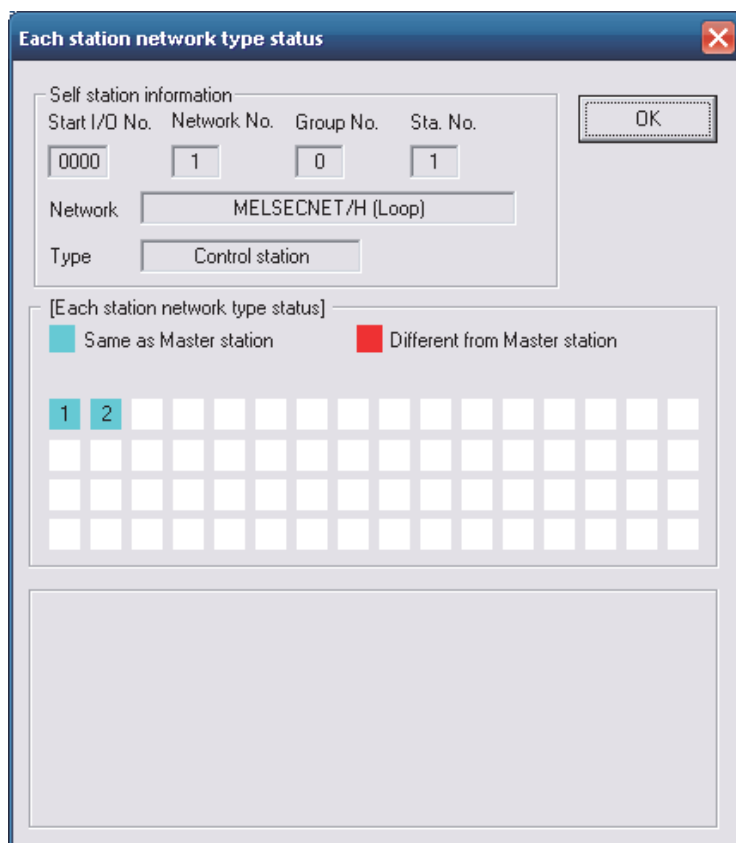 Each station network type status
Self station information
Start I/O No. Network No. Group No. Sta. No.
0000 1 0 1
OK
Network MELSECNET/H (Loop)
Type Control station
[Each station network type status]
Same as Master station Different from Master station
1 2